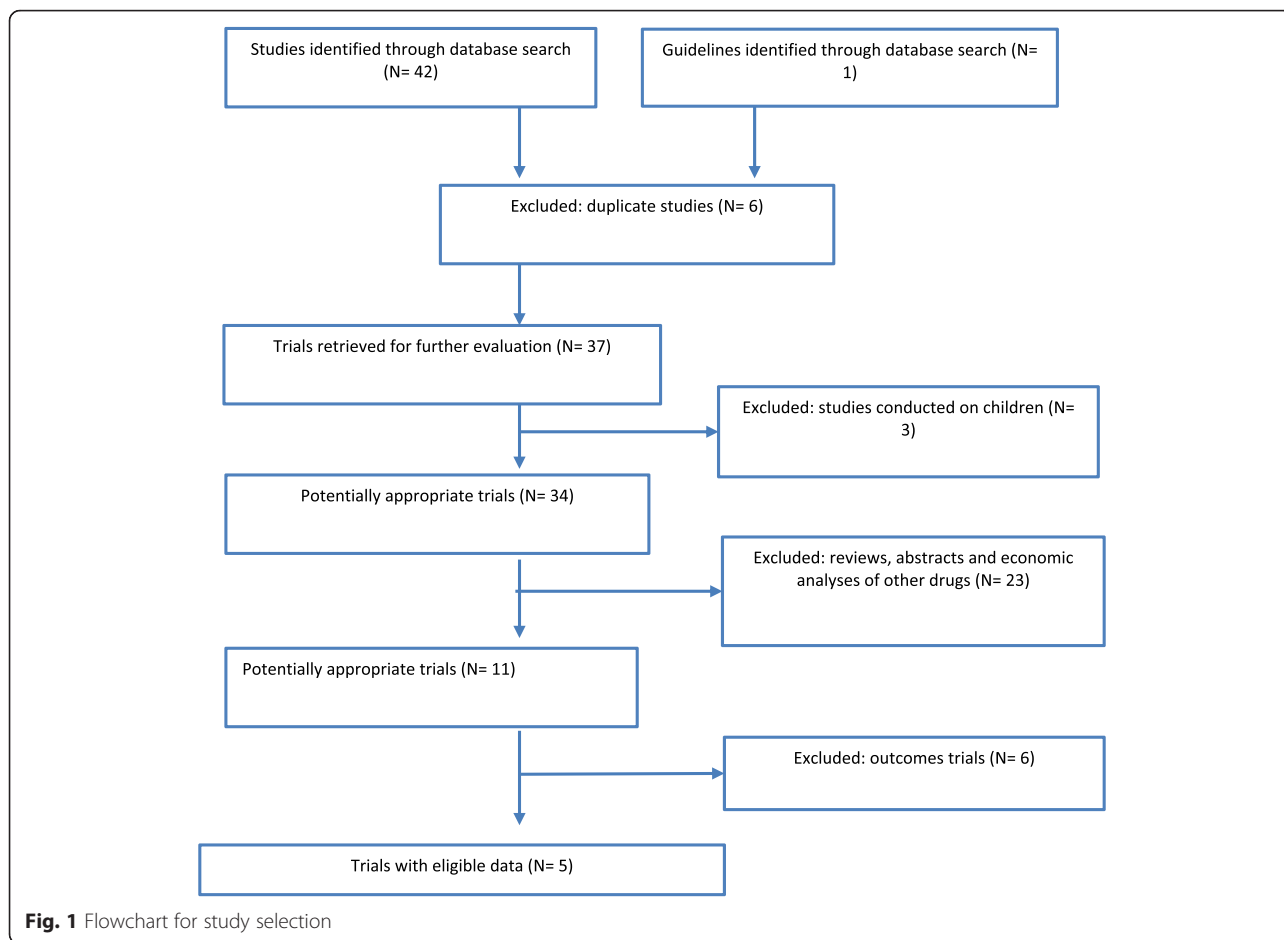 Studies identified through database search
(N= 42)
Guidelines identified through database search (N=
1)
Excluded: duplicate studies (N= 6)
Trials retrieved for further evaluation (N= 37)
Excluded: studies conducted on children (N=
3)
Potentially appropriate trials (N= 34)
Excluded: reviews, abstracts and economic
analyses of other drugs (N= 23)
Potentially appropriate trials (N= 11)
Excluded: outcomes trials (N= 6)
Trials with eligible data (N= 5)
Fig. 1 Flowchart for study selection